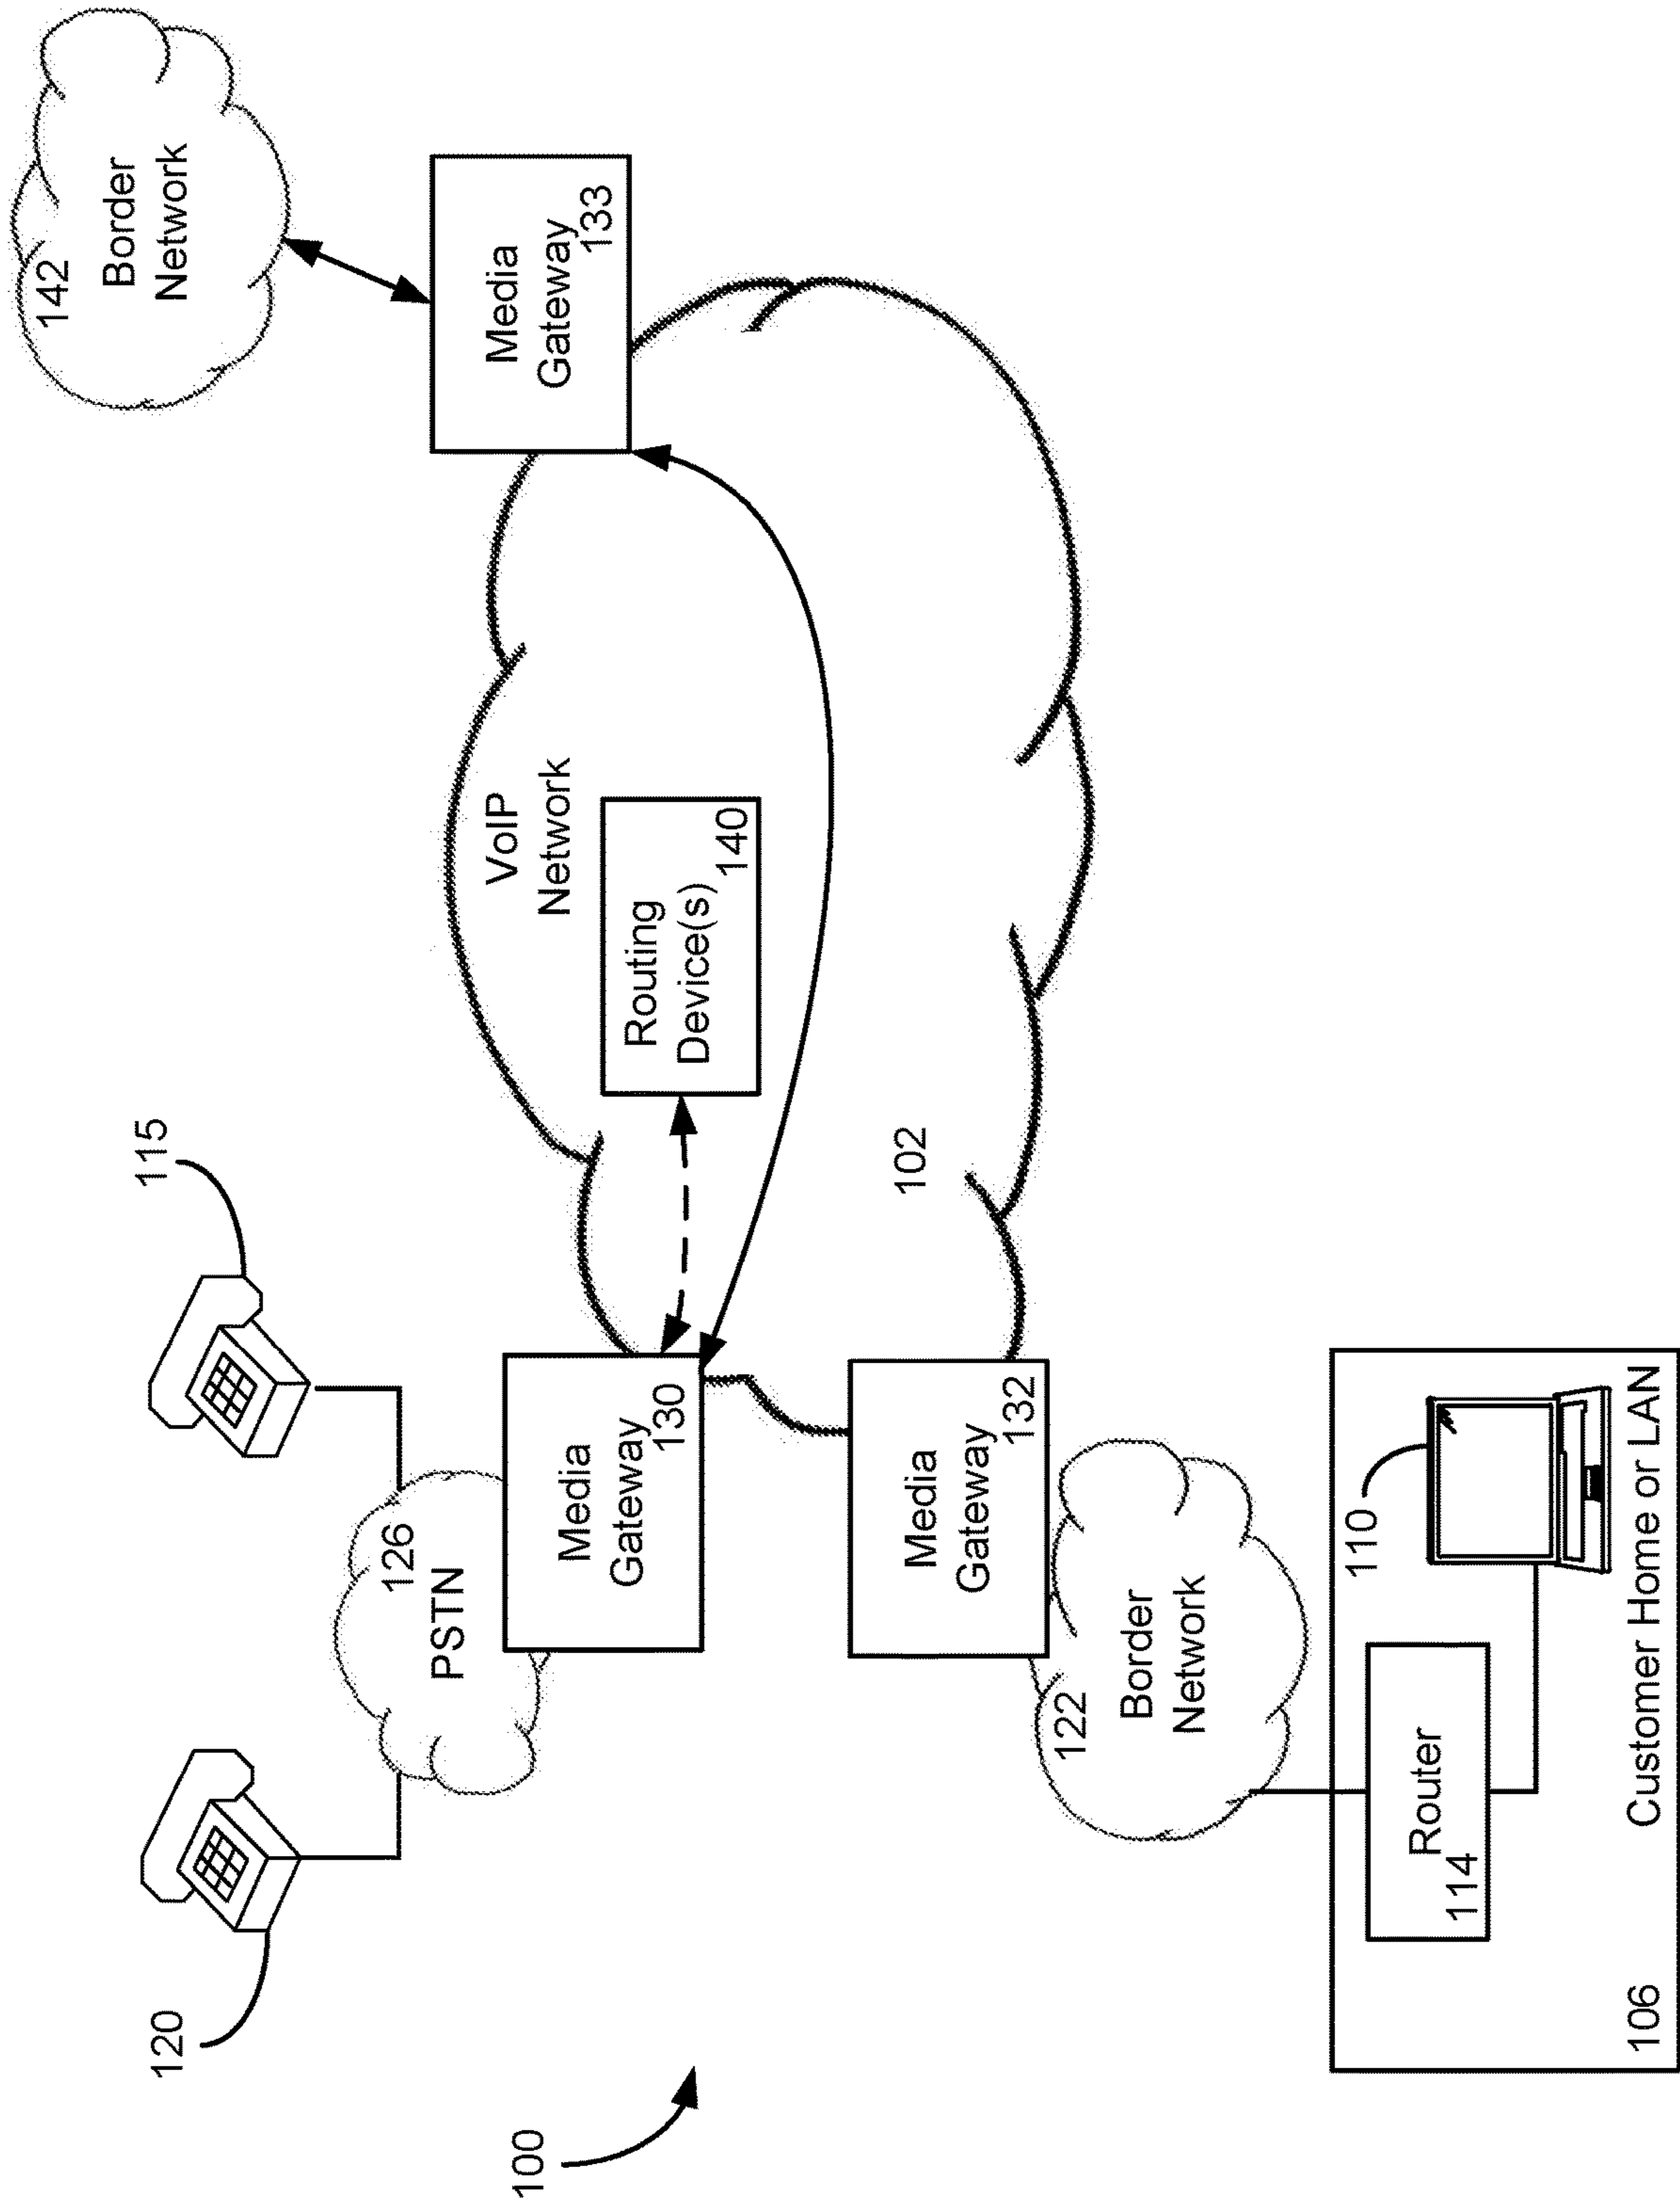 100
120
115
126
PSTN
Media
Gateway
130
VoIP
Network
Routing
Device(s)
140
102
Media
Gateway
133
142
Border
Network
Media
Gateway
132
122
Border
Network
110
Router
114
106
Customer Home or LAN